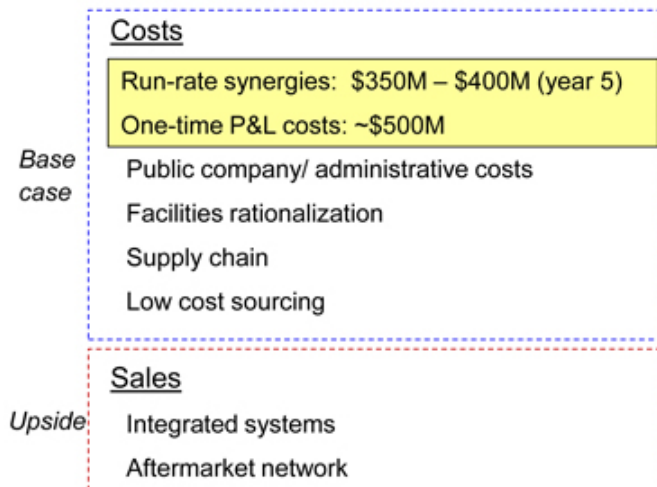 Costs
Run-rate synergies: $350M – $400M (year 5)
One-time P&L costs: ~$500M
Base
case
Public company/ administrative costs
Facilities rationalization
Supply chain
Low cost sourcing
Sales
Upside
Integrated systems
Aftermarket network